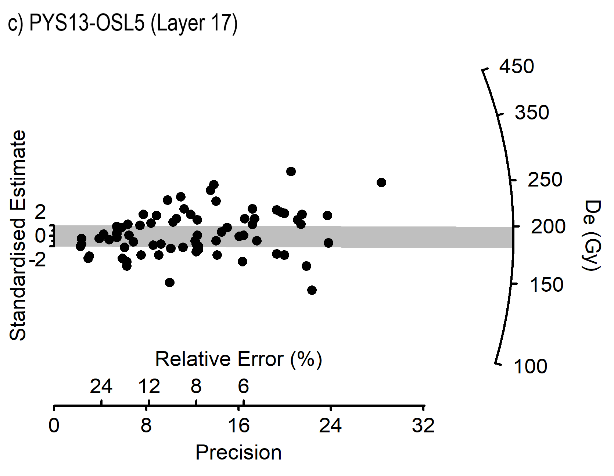 c) PYS13-OSL5 (Layer 17)
Standardised Estimate
2
0
-2
450
350
250
200
150
100
De (Gy)
Relative Error (%)
24 12 8 6
0 8 16 24 32
Precision